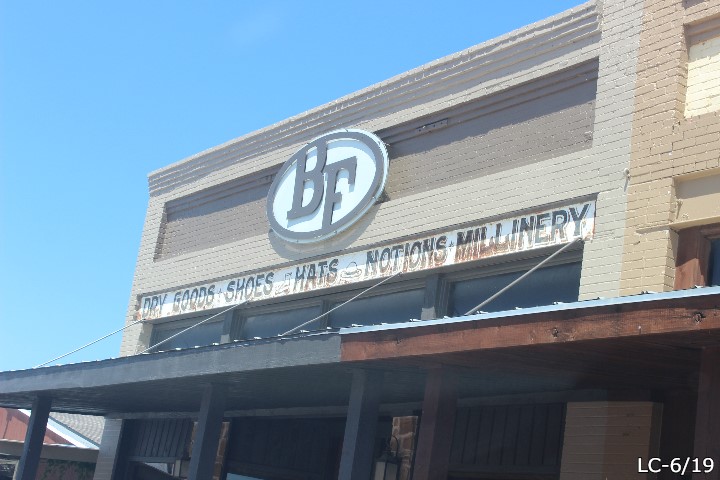 BF
DRY GOODS SHOES HATS NOTIONS MILLINERY
LC-6/19